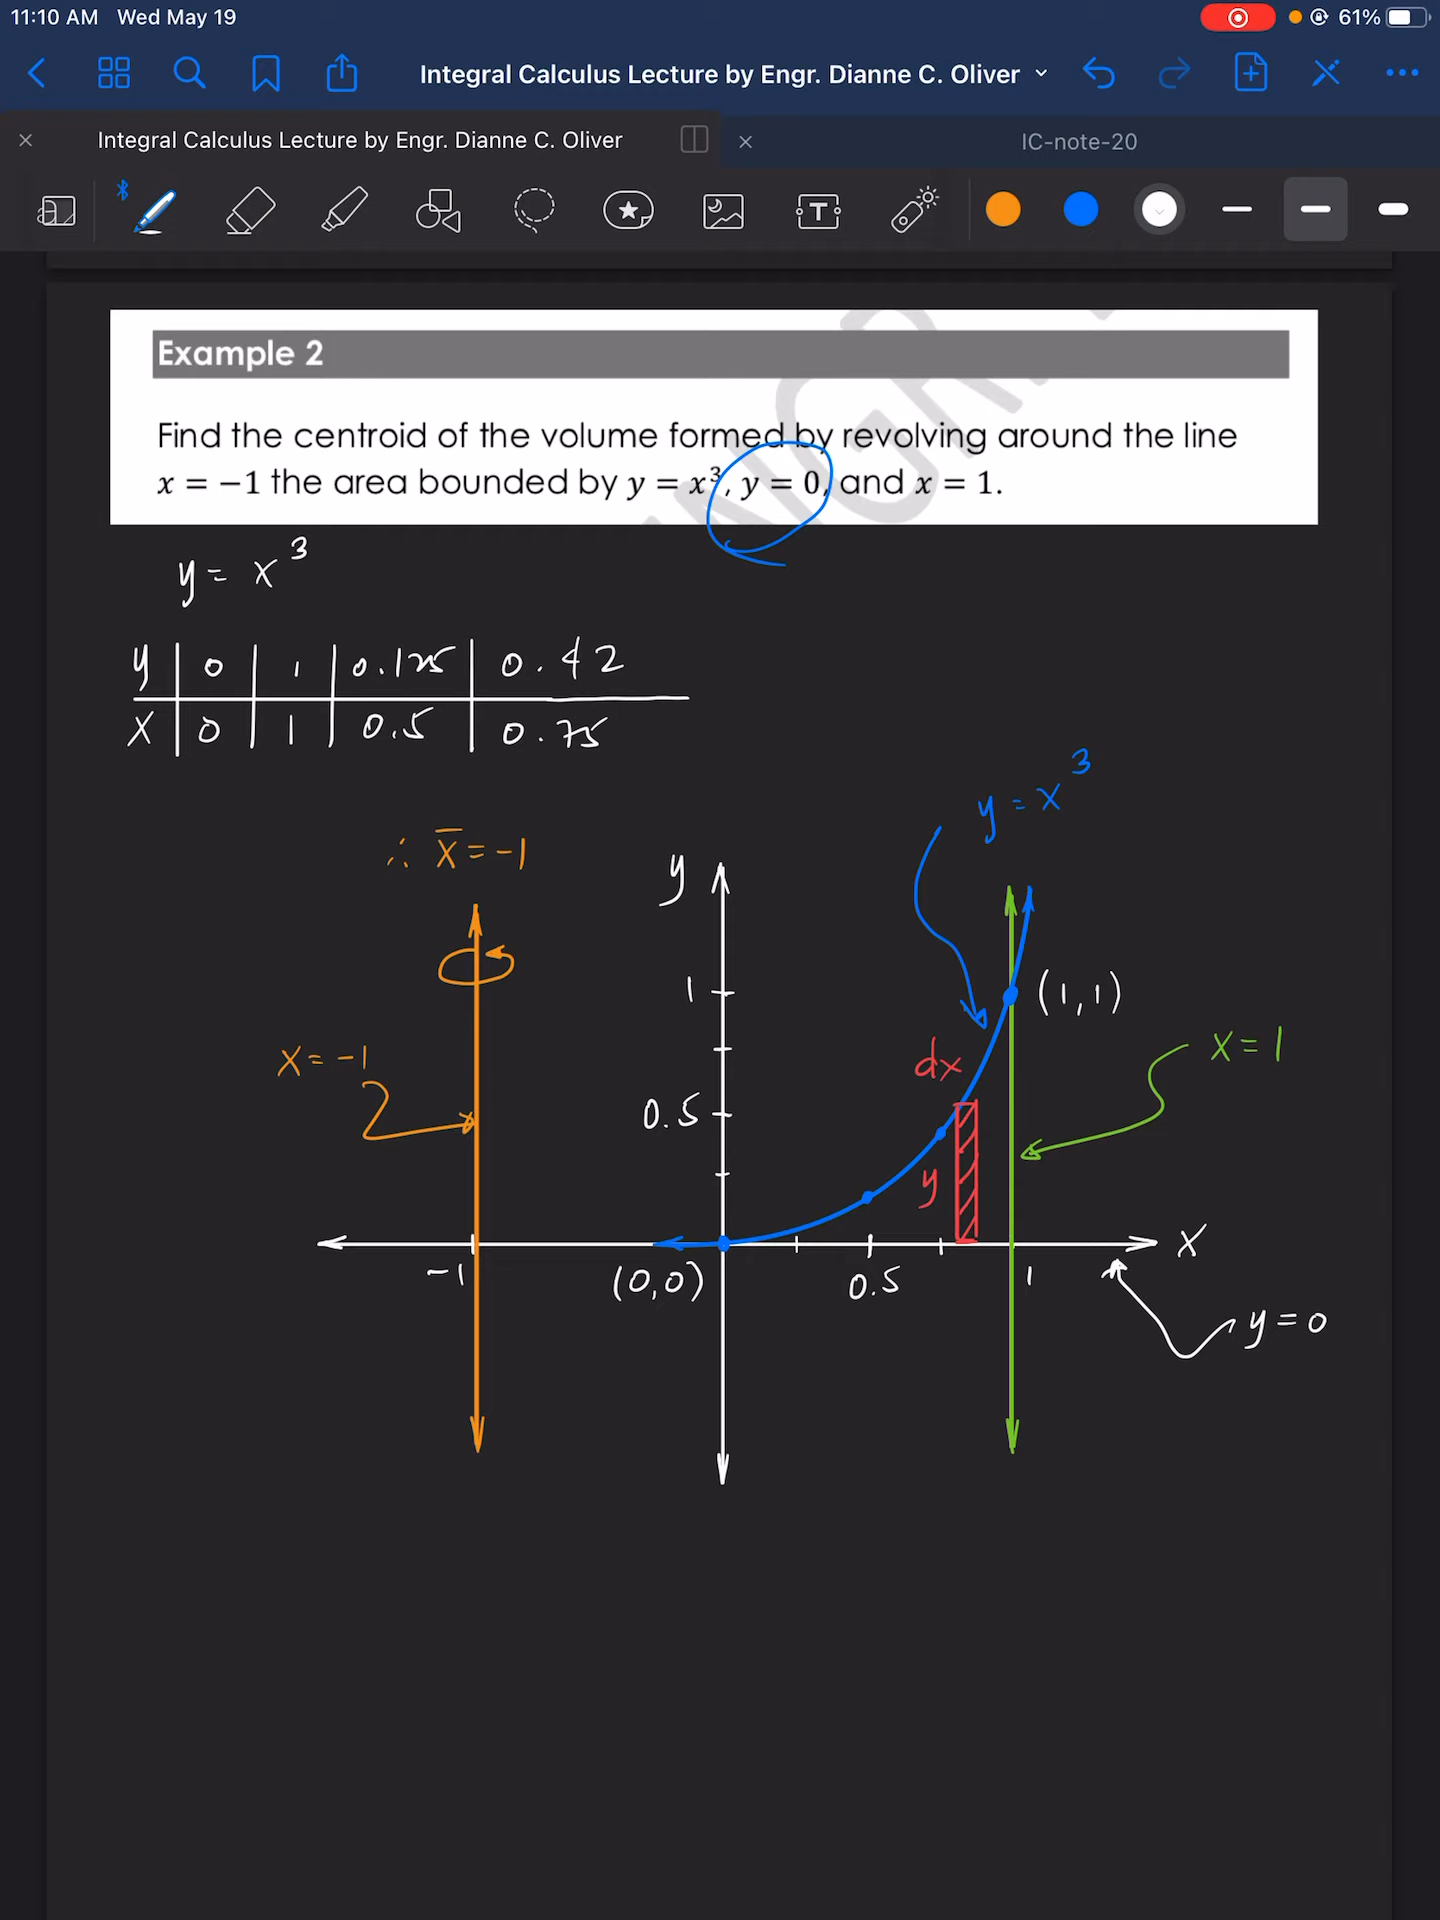 11:10 AM Wed May 19
61%
Integral Calculus Lecture by Engr. Dianne C. Oliver
Integral Calculus Lecture by Engr. Dianne C. Oliver
IC-note-20
T
Example 2
Find the centroid of the volume formed by revolving around the line
x = −1 the area bounded by y = x³, y = 0, and x = 1.
y = x³
y | 0 | 1 | 0.125 | 0.42
x | 0 | 1 | 0.5 | 0.75
y = x³
∴ x̄ = -1
y
1
(1,1)
x = -1
dx
x = 1
0.5
y
x
-1
(0,0)
0.5
1
y = 0